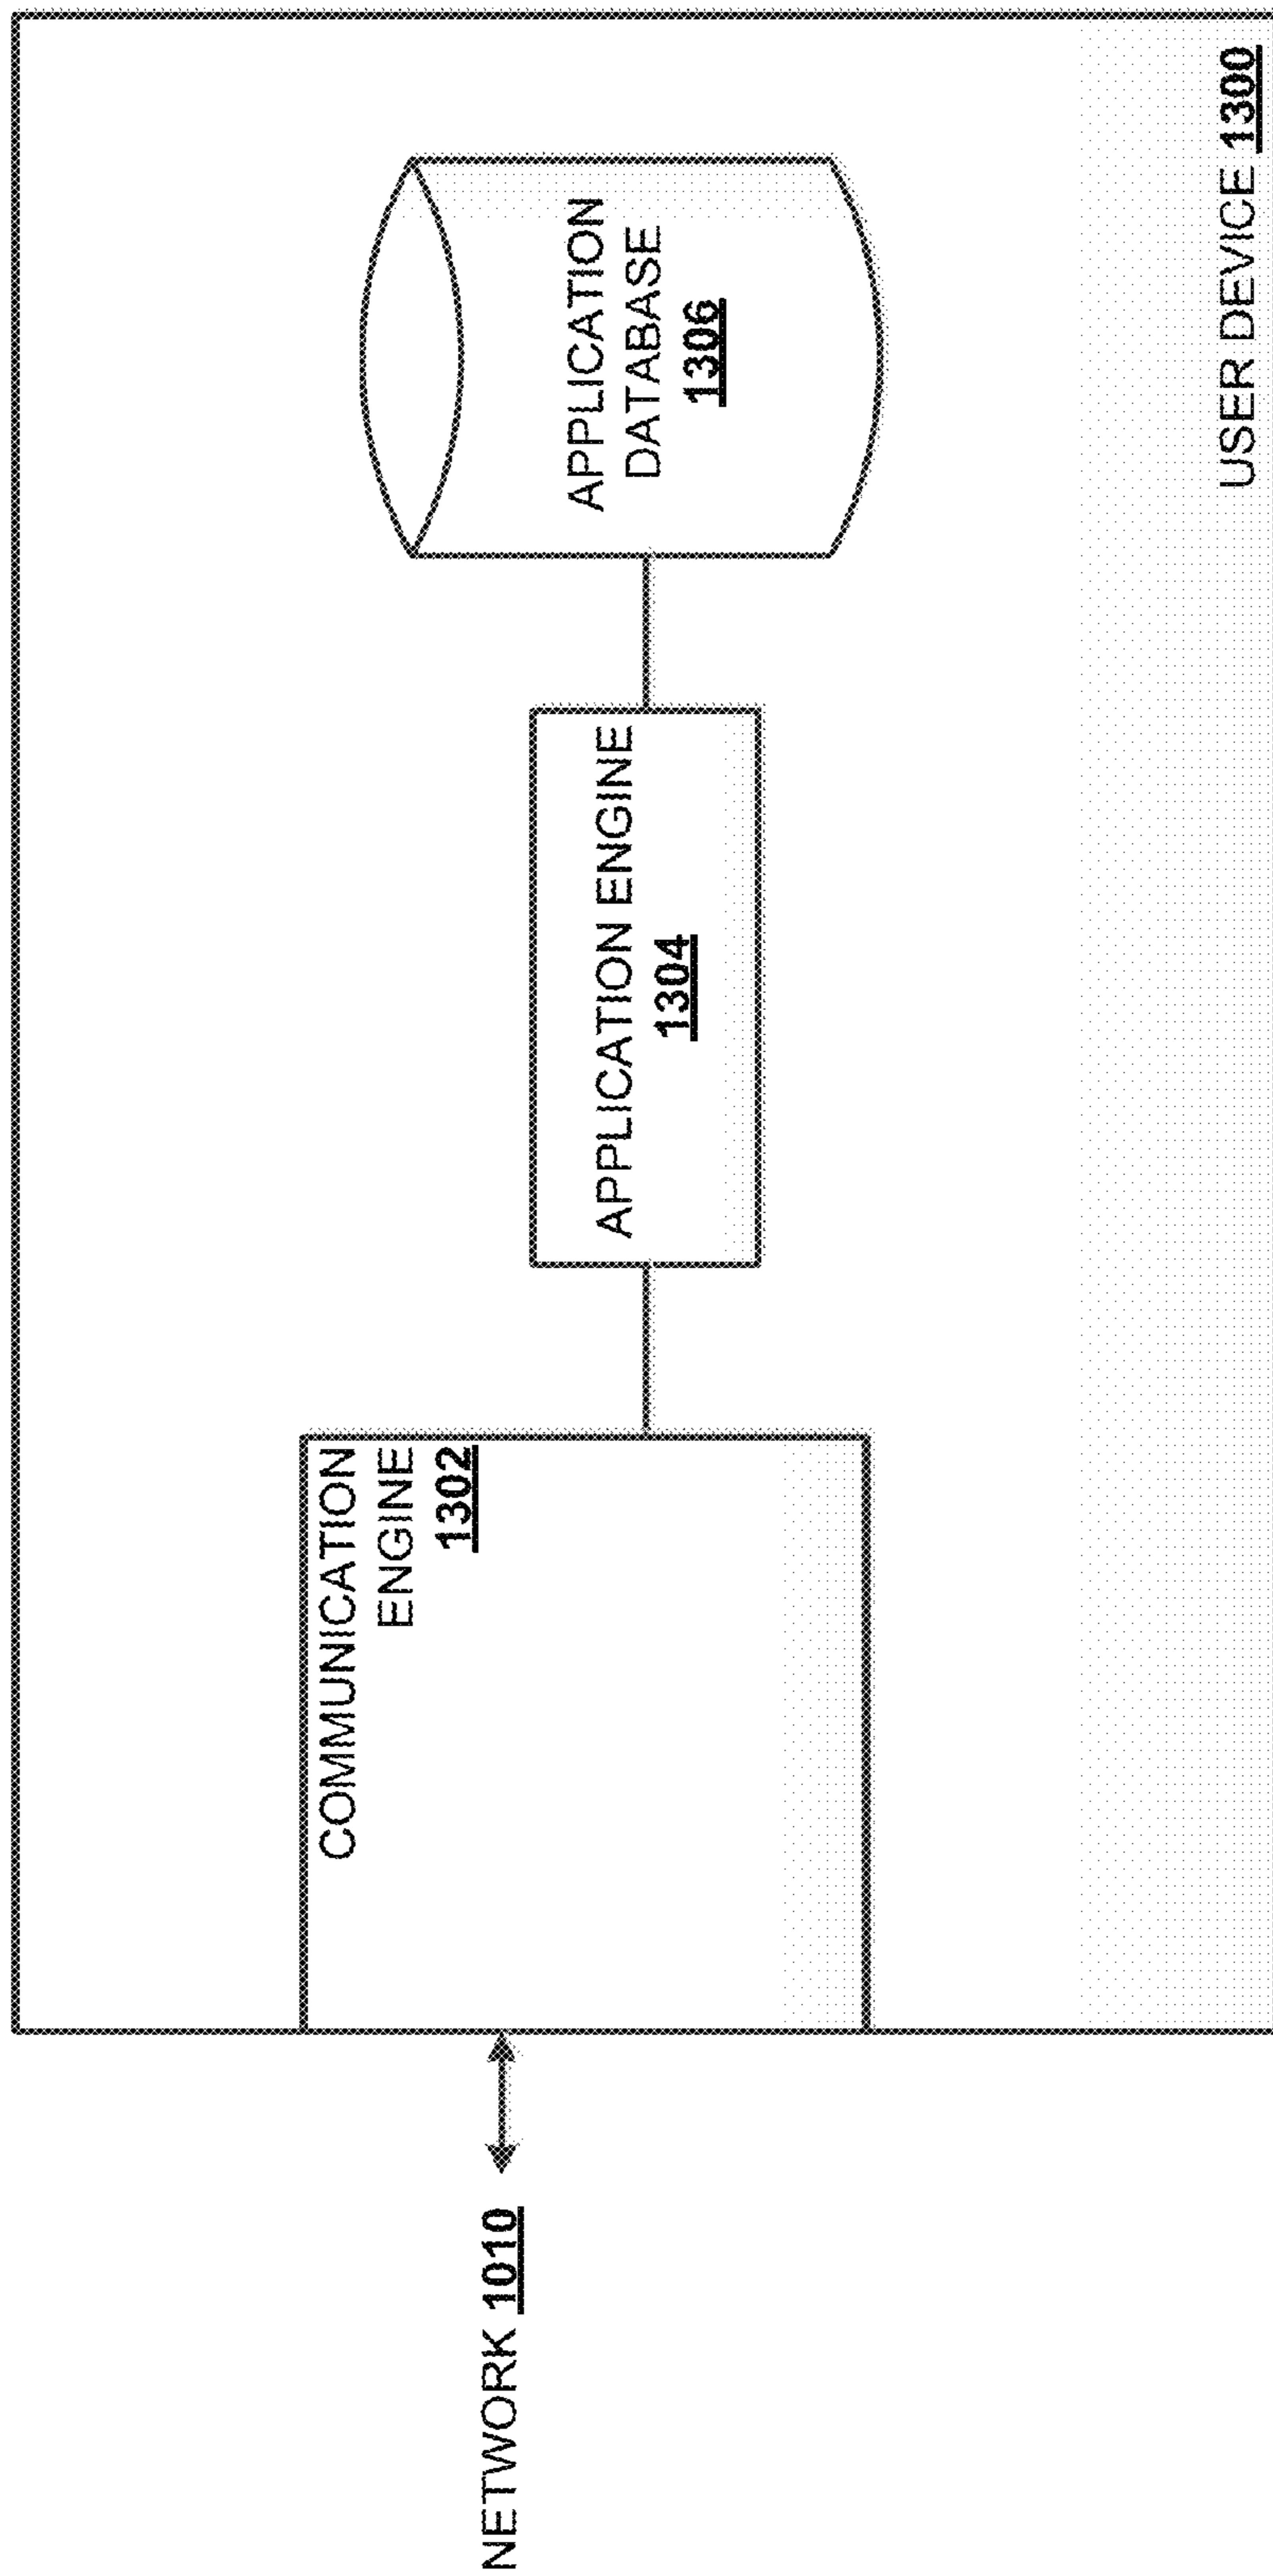 NETWORK 1010
COMMUNICATION
ENGINE
1302
APPLICATION ENGINE
1304
APPLICATION
DATABASE
1306
USER DEVICE 1300